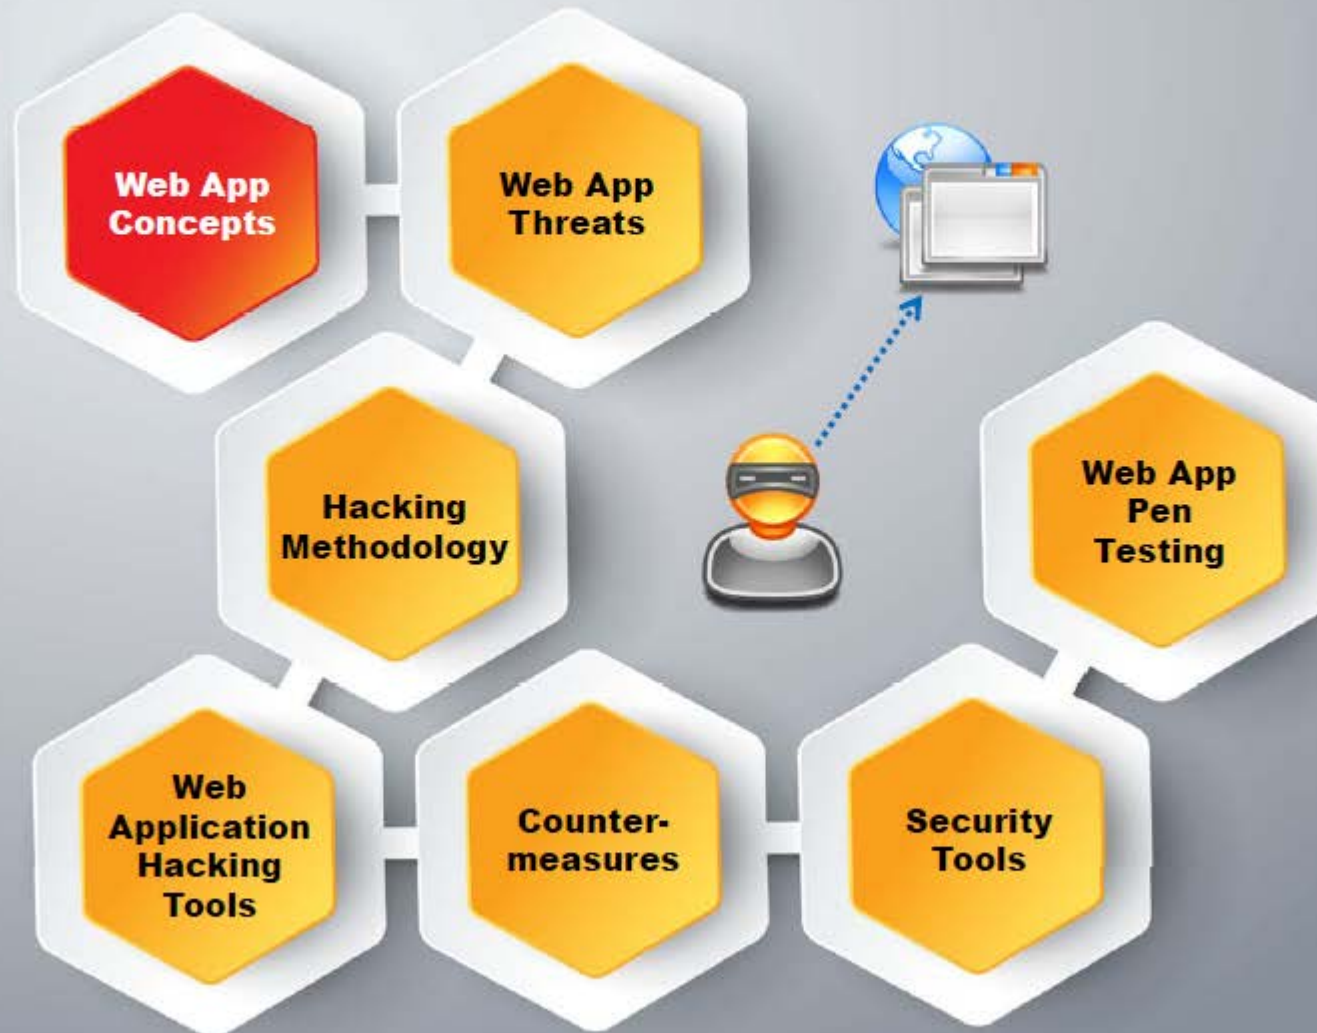 Web App
Concepts
Web App
Threats
Hacking
Methodology
Web
Application
Hacking
Tools
Counter-
measures
Security
Tools
Web App
Pen
Testing